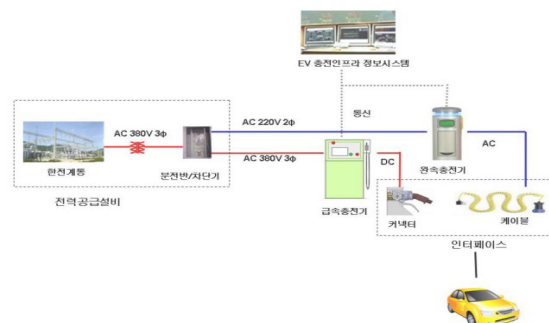 EV 충전인프라 정보시스템
통신
AC 220V 2φ
AC 380V 3φ
AC
한전계통
분전반/차단기
AC 380V 3φ
DC
완속충전기
전력공급설비
급속충전기
커넥터
케이블
인터페이스